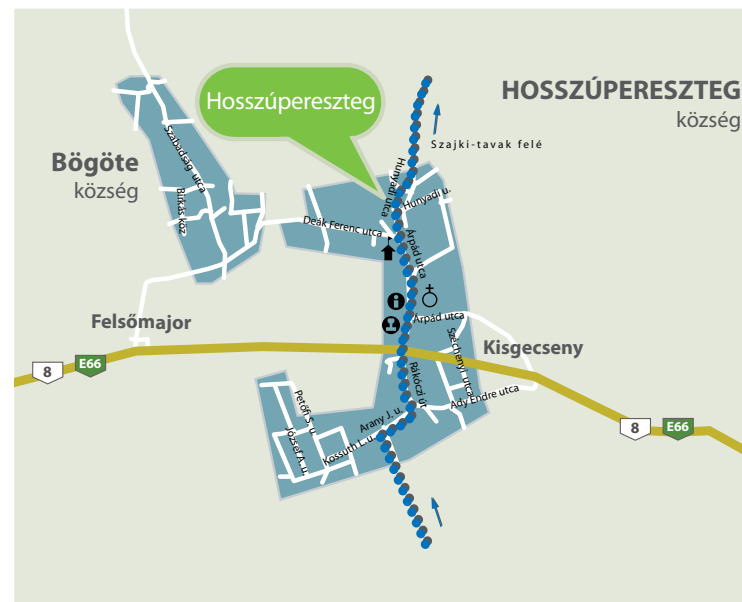 HOSSZÚPERESZTEG
község
Hosszúpereszteg
Szajki-tavak felé
Bögöte
község
Szabadság utca
Birkás köz
Hunyadi utca
Hunyadi u.
Deák Ferenc utca
Árpád utca
Árpád utca
Felsőmajor
Kisgecseny
8
E66
Széchenyi utca
Rákóczi út
Ady Endre utca
Petőfi S. u.
Arany J. u.
József A. u.
Kossuth L. u.
8
E66